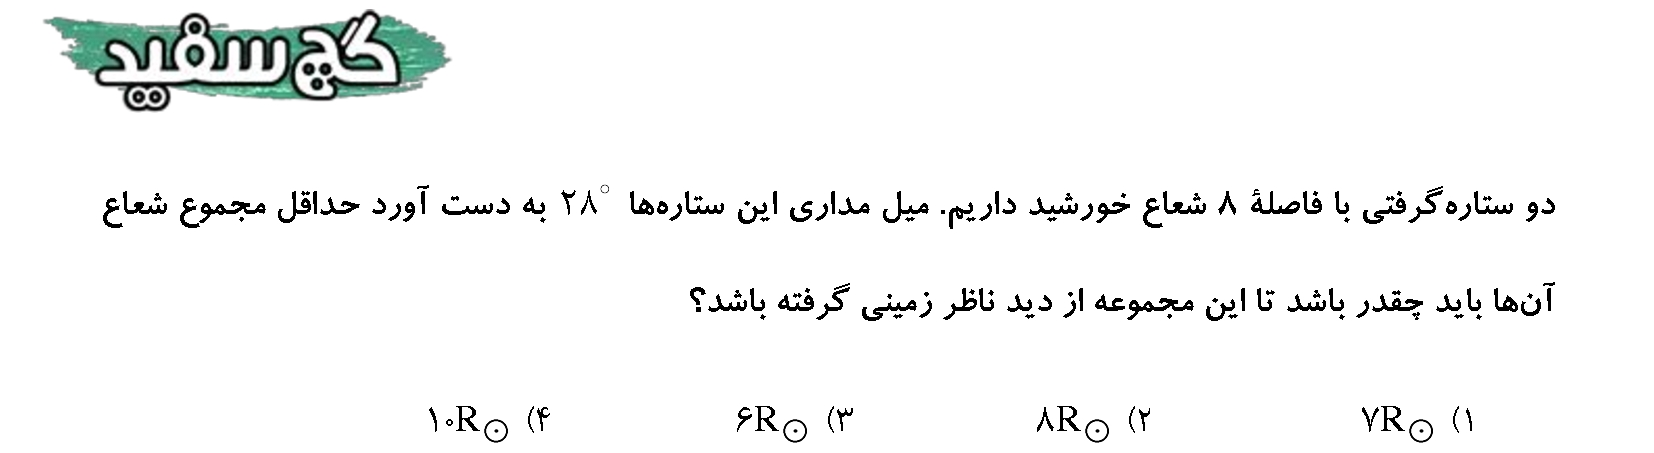 گچ سفید
دو ستاره‌گرفتی با فاصلهٔ ۸ شعاع خورشید داریم. میل مداری این ستاره‌ها ۲۸° به دست آورد حداقل مجموع شعاع
آن‌ها باید چقدر باشد تا این مجموعه از دید ناظر زمینی گرفته باشد؟
۱) ۷R⊙ ۲) ۸R⊙ ۳) ۶R⊙ ۴) ۱۰R⊙